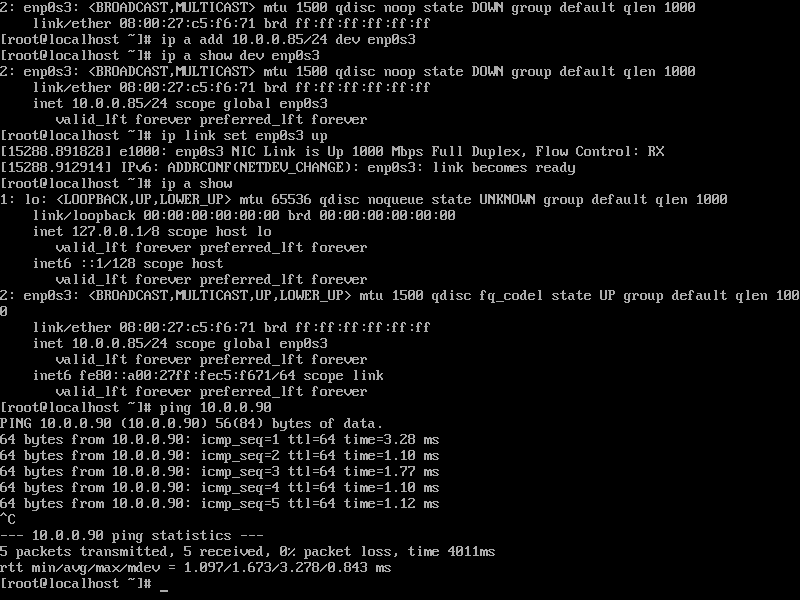 2: enp0s3: <BROADCAST,MULTICAST> mtu 1500 qdisc noop state DOWN group default qlen 1000
    link/ether 08:00:27:c5:f6:71 brd ff:ff:ff:ff:ff:ff
[root@localhost ~]# ip a add 10.0.0.85/24 dev enp0s3
[root@localhost ~]# ip a show dev enp0s3
2: enp0s3: <BROADCAST,MULTICAST> mtu 1500 qdisc noop state DOWN group default qlen 1000
    link/ether 08:00:27:c5:f6:71 brd ff:ff:ff:ff:ff:ff
    inet 10.0.0.85/24 scope global enp0s3
       valid_lft forever preferred_lft forever
[root@localhost ~]# ip link set enp0s3 up
[15288.891828] e1000: enp0s3 NIC Link is Up 1000 Mbps Full Duplex, Flow Control: RX
[15288.912914] IPv6: ADDRCONF(NETDEV_CHANGE): enp0s3: link becomes ready
[root@localhost ~]# ip a show
1: lo: <LOOPBACK,UP,LOWER_UP> mtu 65536 qdisc noqueue state UNKNOWN group default qlen 1000
    link/loopback 00:00:00:00:00:00 brd 00:00:00:00:00:00
    inet 127.0.0.1/8 scope host lo
       valid_lft forever preferred_lft forever
    inet6 ::1/128 scope host
       valid_lft forever preferred_lft forever
2: enp0s3: <BROADCAST,MULTICAST,UP,LOWER_UP> mtu 1500 qdisc fq_codel state UP group default qlen 100
0
    link/ether 08:00:27:c5:f6:71 brd ff:ff:ff:ff:ff:ff
    inet 10.0.0.85/24 scope global enp0s3
       valid_lft forever preferred_lft forever
    inet6 fe80::a00:27ff:fec5:f671/64 scope link
       valid_lft forever preferred_lft forever
[root@localhost ~]# ping 10.0.0.90
PING 10.0.0.90 (10.0.0.90) 56(84) bytes of data.
64 bytes from 10.0.0.90: icmp_seq=1 ttl=64 time=3.28 ms
64 bytes from 10.0.0.90: icmp_seq=2 ttl=64 time=1.10 ms
64 bytes from 10.0.0.90: icmp_seq=3 ttl=64 time=1.77 ms
64 bytes from 10.0.0.90: icmp_seq=4 ttl=64 time=1.10 ms
64 bytes from 10.0.0.90: icmp_seq=5 ttl=64 time=1.12 ms
^C
--- 10.0.0.90 ping statistics ---
5 packets transmitted, 5 received, 0% packet loss, time 4011ms
rtt min/avg/max/mdev = 1.097/1.673/3.278/0.843 ms
[root@localhost ~]# _